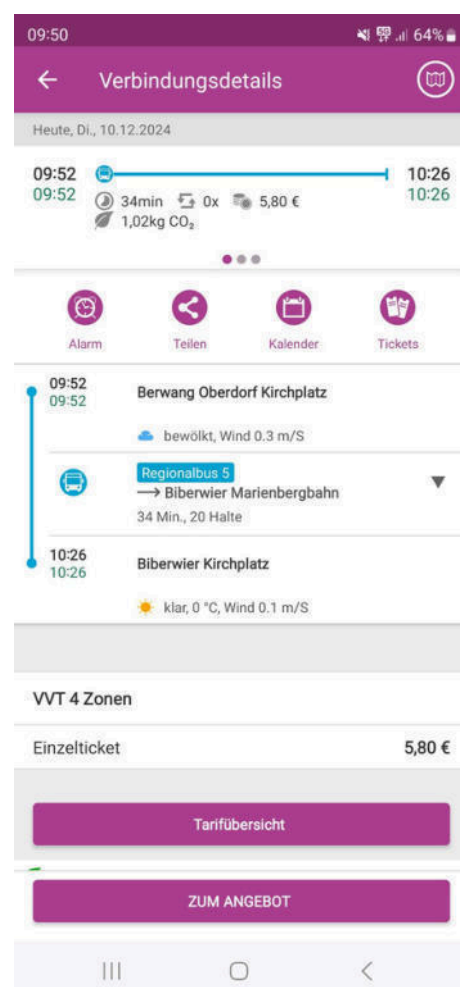 09:50 64%
Verbindungsdetails
Heute, Di., 10.12.2024
09:52 10:26
09:52 10:26
34min 0x 5,80 €
1,02kg CO₂
Alarm Teilen Kalender Tickets
09:52
09:52
Berwang Oberdorf Kirchplatz
bewölkt, Wind 0.3 m/S
Regionalbus 5
→ Biberwier Marienbergbahn
34 Min., 20 Halte
10:26
10:26
Biberwier Kirchplatz
klar, 0 °C, Wind 0.1 m/S
VVT 4 Zonen
Einzelticket 5,80 €
Tarifübersicht
ZUM ANGEBOT